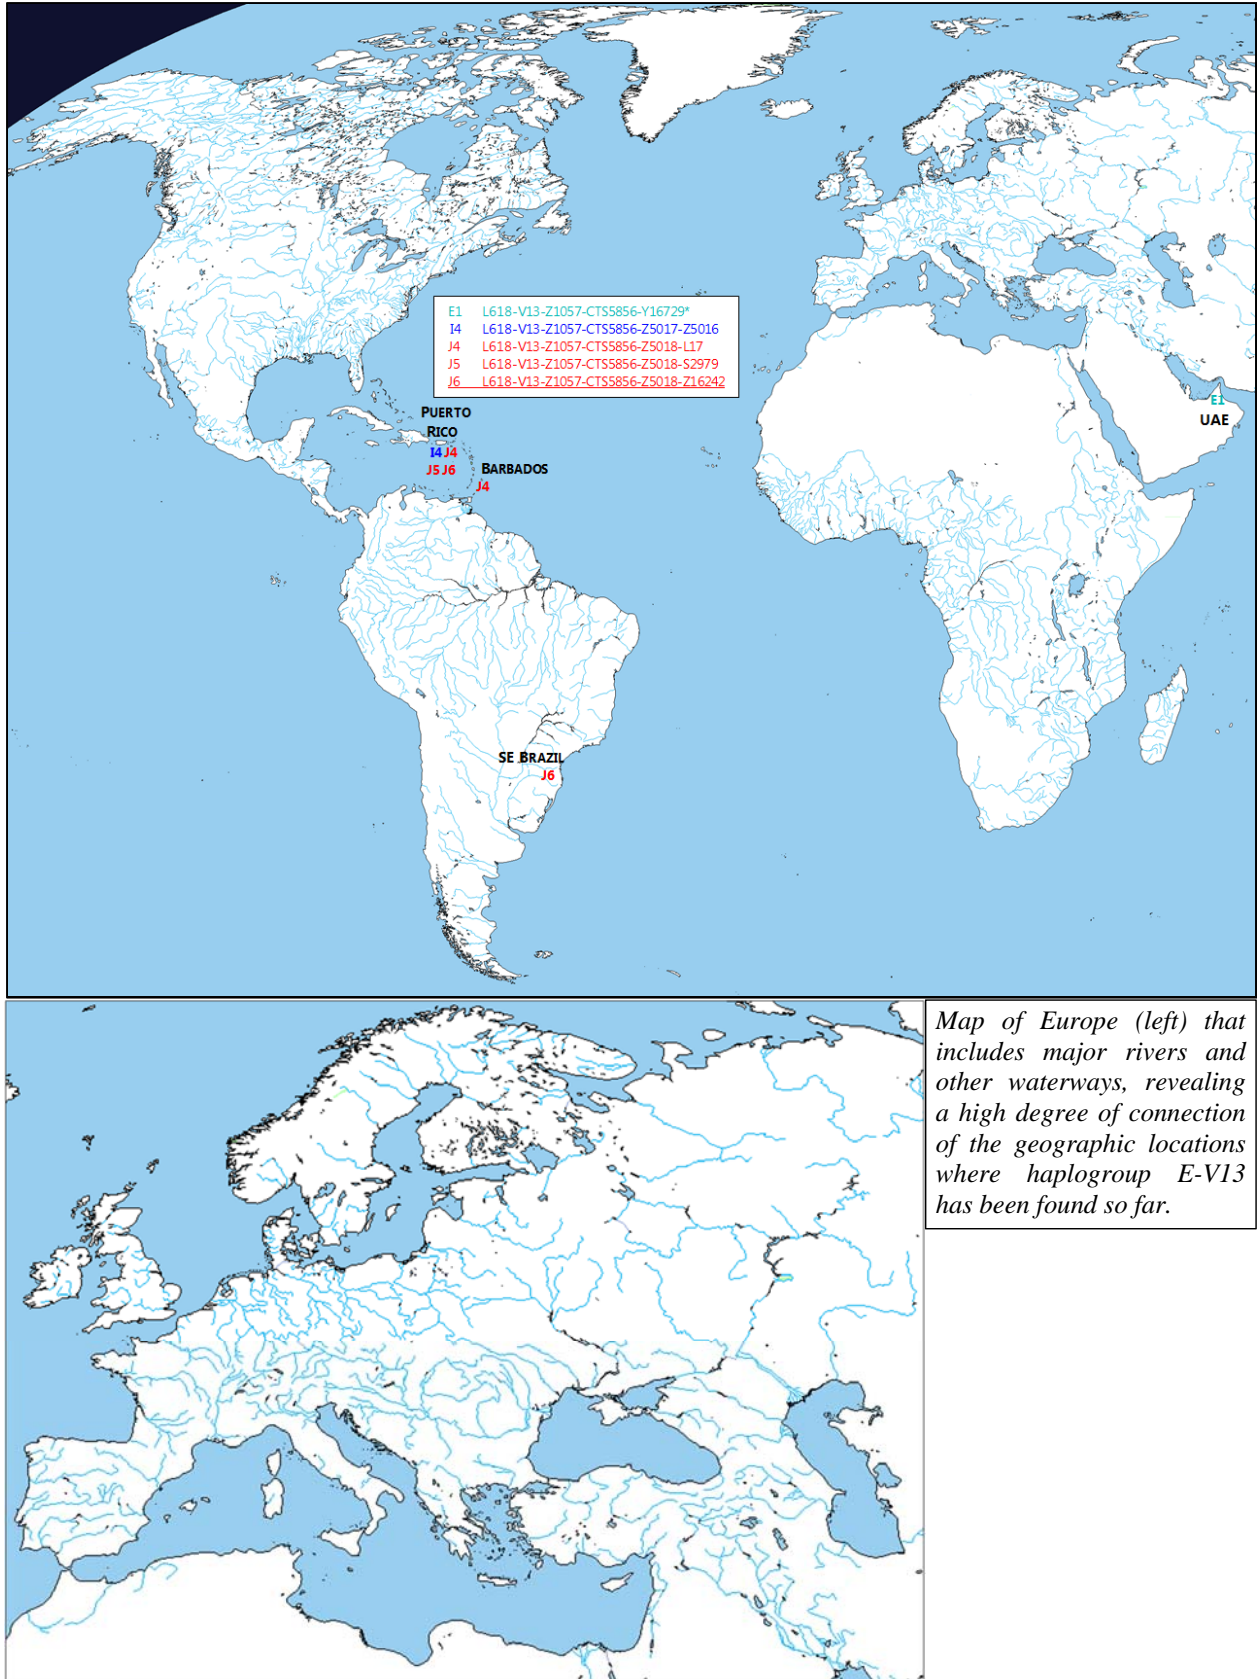 E1 L618-V13-Z1057-CTS5856-Y16729*
I4 L618-V13-Z1057-CTS5856-Z5017-Z5016
J4 L618-V13-Z1057-CTS5856-Z5018-L17
J5 L618-V13-Z1057-CTS5856-Z5018-S2979
J6 L618-V13-Z1057-CTS5856-Z5018-Z16242
E1
UAE
PUERTO
RICO
I4 J4
J5 J6
BARBADOS
J4
SE BRAZIL
J6
Map of Europe (left) that
includes major rivers and
other waterways, revealing
a high degree of connection
of the geographic locations
where haplogroup E-V13
has been found so far.